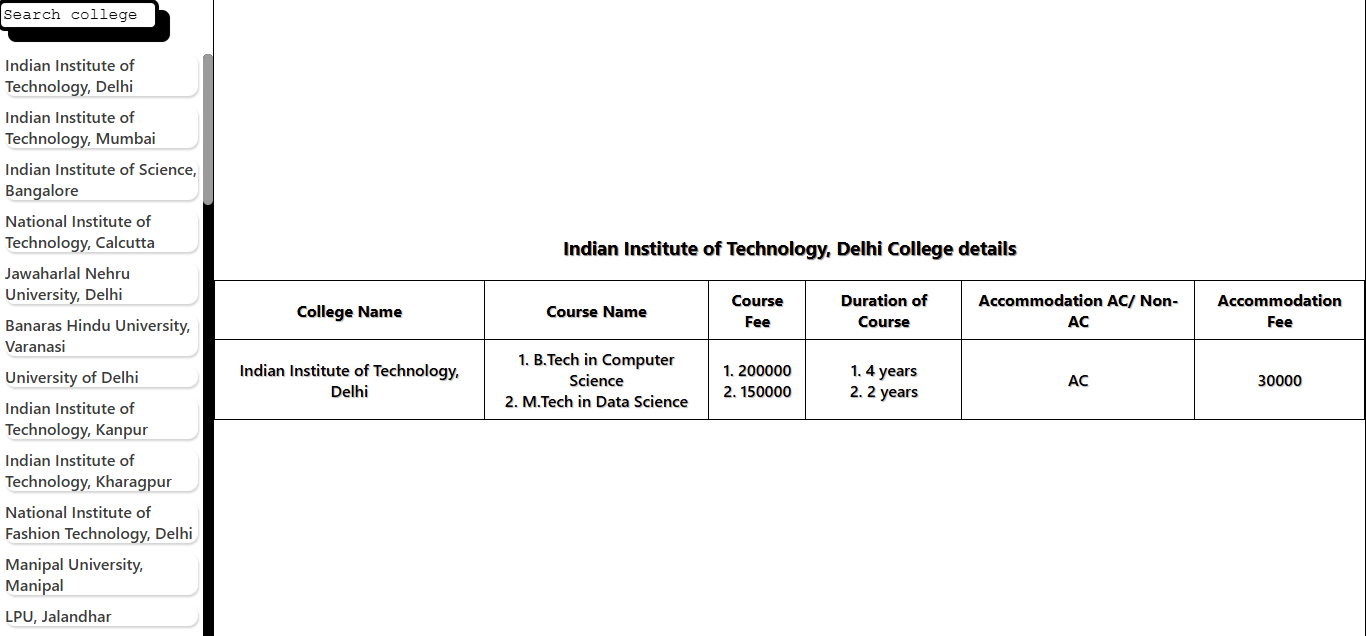 Search college
Indian Institute of
Technology, Delhi
Indian Institute of
Technology, Mumbai
Indian Institute of Science,
Bangalore
National Institute of
Technology, Calcutta
Jawaharlal Nehru
University, Delhi
Banaras Hindu University,
Varanasi
University of Delhi
Indian Institute of
Technology, Kanpur
Indian Institute of
Technology, Kharagpur
National Institute of
Fashion Technology, Delhi
Manipal University,
Manipal
LPU, Jalandhar
Indian Institute of Technology, Delhi College details
College Name
Course Name
Course
Fee
Duration of
Course
Accommodation AC/ Non-
AC
Accommodation
Fee
Indian Institute of Technology,
Delhi
1. B.Tech in Computer
Science
2. M.Tech in Data Science
1. 200000
2. 150000
1. 4 years
2. 2 years
AC
30000